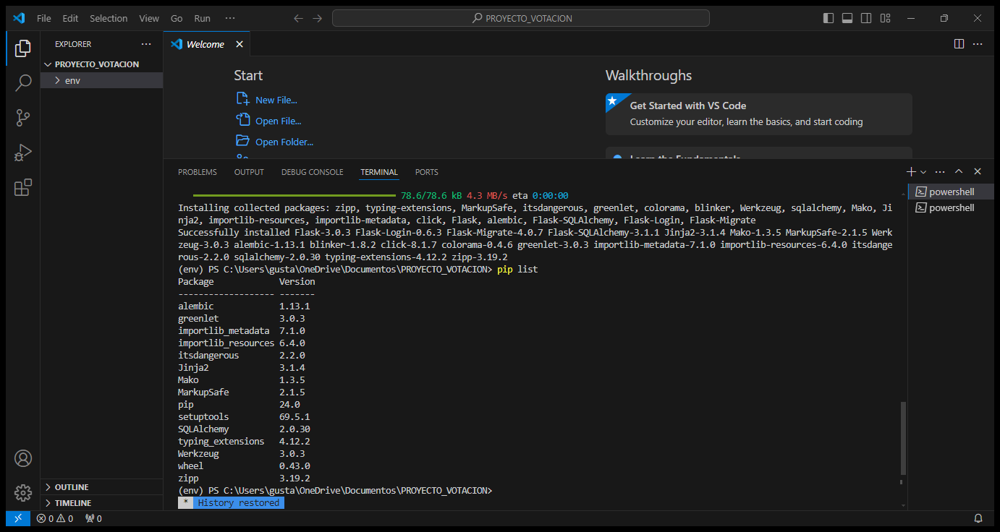 File Edit Selection View Go Run ··· PROYECTO_VOTACION
EXPLORER ···
PROYECTO_VOTACION
env
OUTLINE
TIMELINE
Welcome
Start
New File...
Open File...
Open Folder...
Walkthroughs
Get Started with VS Code
Customize your editor, learn the basics, and start coding
Learn the Fundamentals
PROBLEMS OUTPUT DEBUG CONSOLE TERMINAL PORTS
78.6/78.6 kB 4.3 MB/s eta 0:00:00
Installing collected packages: zipp, typing-extensions, MarkupSafe, itsdangerous, greenlet, colorama, blinker, Werkzeug, sqlalchemy, Mako, Ji
nja2, importlib-resources, importlib-metadata, click, Flask, alembic, Flask-SQLAlchemy, Flask-Login, Flask-Migrate
Successfully installed Flask-3.0.3 Flask-Login-0.6.3 Flask-Migrate-4.0.7 Flask-SQLAlchemy-3.1.1 Jinja2-3.1.4 Mako-1.3.5 MarkupSafe-2.1.5 Werk
zeug-3.0.3 alembic-1.13.1 blinker-1.8.2 click-8.1.7 colorama-0.4.6 greenlet-3.0.3 importlib-metadata-7.1.0 importlib-resources-6.4.0 itsdange
rous-2.2.0 sqlalchemy-2.0.30 typing-extensions-4.12.2 zipp-3.19.2
(env) PS C:\Users\gusta\OneDrive\Documentos\PROYECTO_VOTACION> pip list
Package Version
------------------- -------
alembic 1.13.1
greenlet 3.0.3
importlib_metadata 7.1.0
importlib_resources 6.4.0
itsdangerous 2.2.0
Jinja2 3.1.4
Mako 1.3.5
MarkupSafe 2.1.5
pip 24.0
setuptools 69.5.1
SQLAlchemy 2.0.30
typing_extensions 4.12.2
Werkzeug 3.0.3
wheel 0.43.0
zipp 3.19.2
(env) PS C:\Users\gusta\OneDrive\Documentos\PROYECTO_VOTACION>
* History restored
powershell
powershell
0 0 0